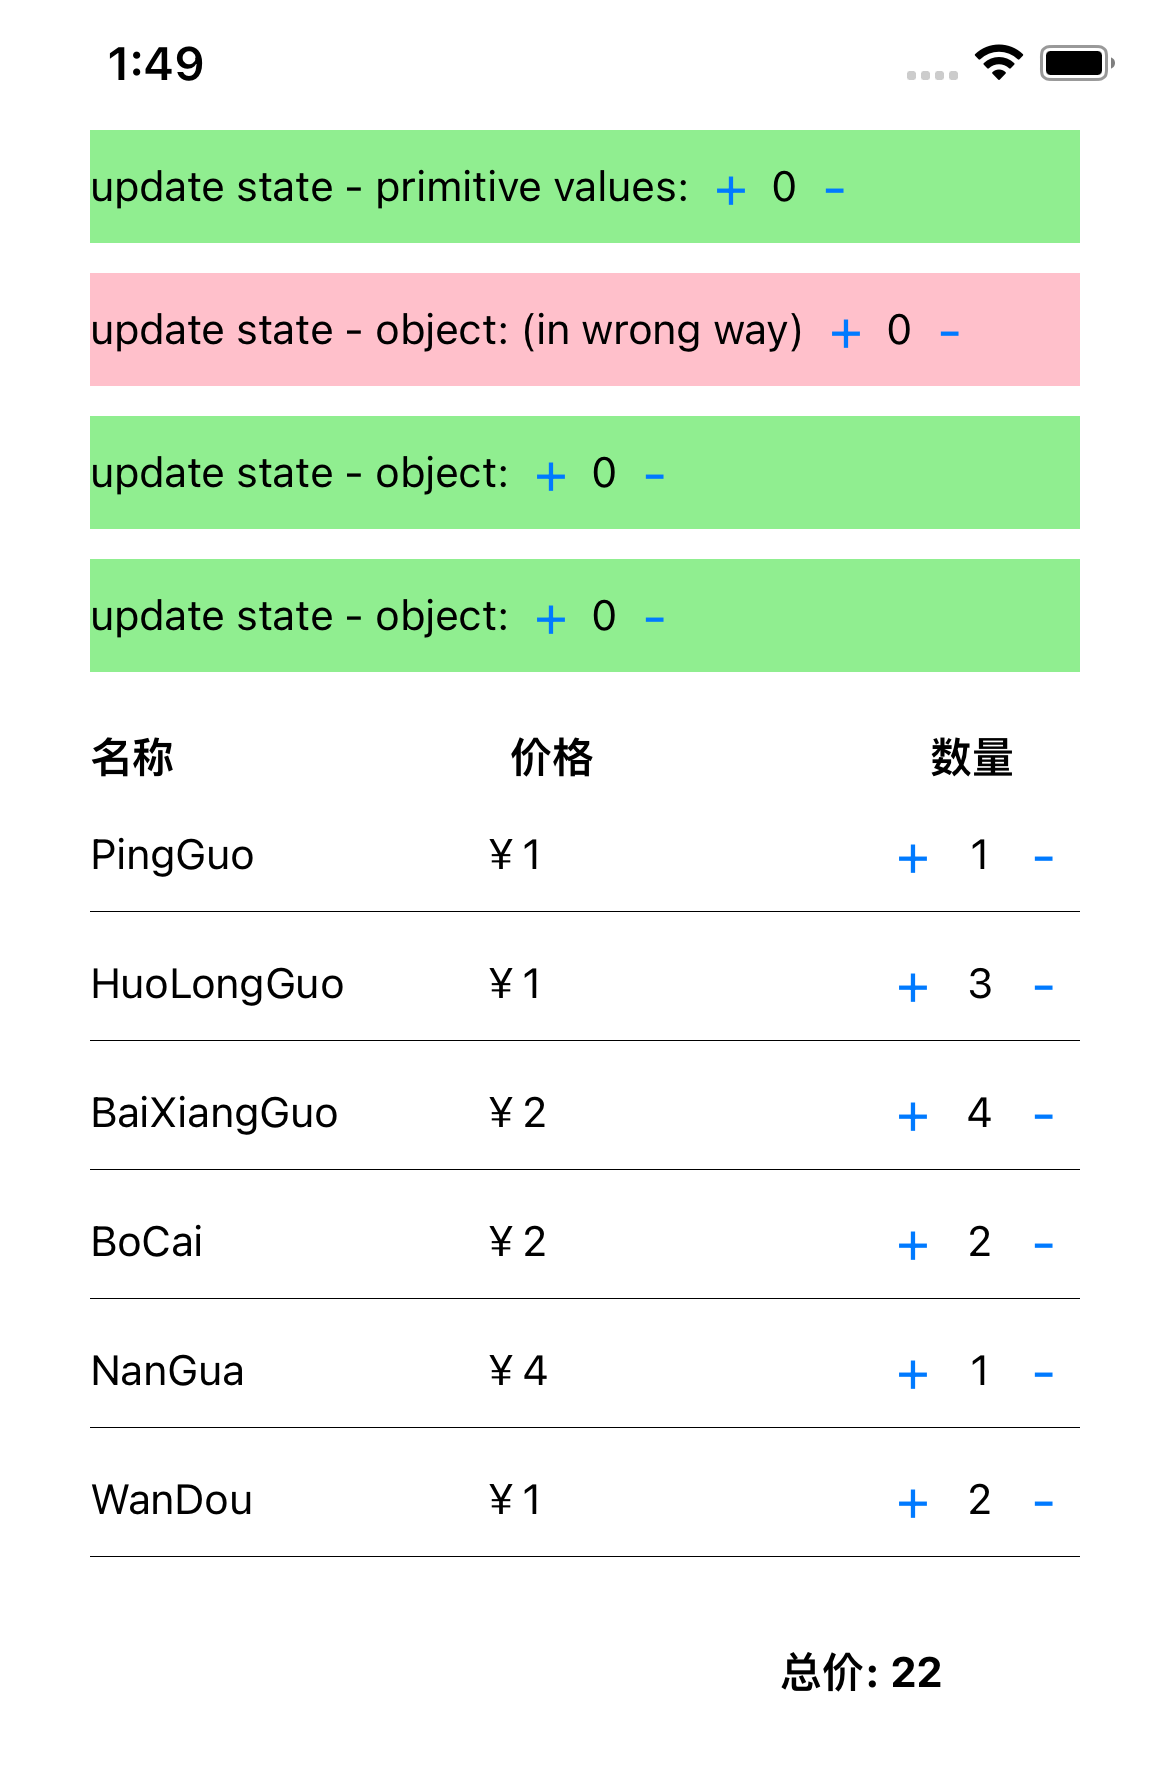 1:49
update state - primitive values: + 0 -
update state - object: (in wrong way) + 0 -
update state - object: + 0 -
update state - object: + 0 -
名称 价格 数量
PingGuo ¥ 1 + 1 -
HuoLongGuo ¥ 1 + 3 -
BaiXiangGuo ¥ 2 + 4 -
BoCai ¥ 2 + 2 -
NanGua ¥ 4 + 1 -
WanDou ¥ 1 + 2 -
总价: 22